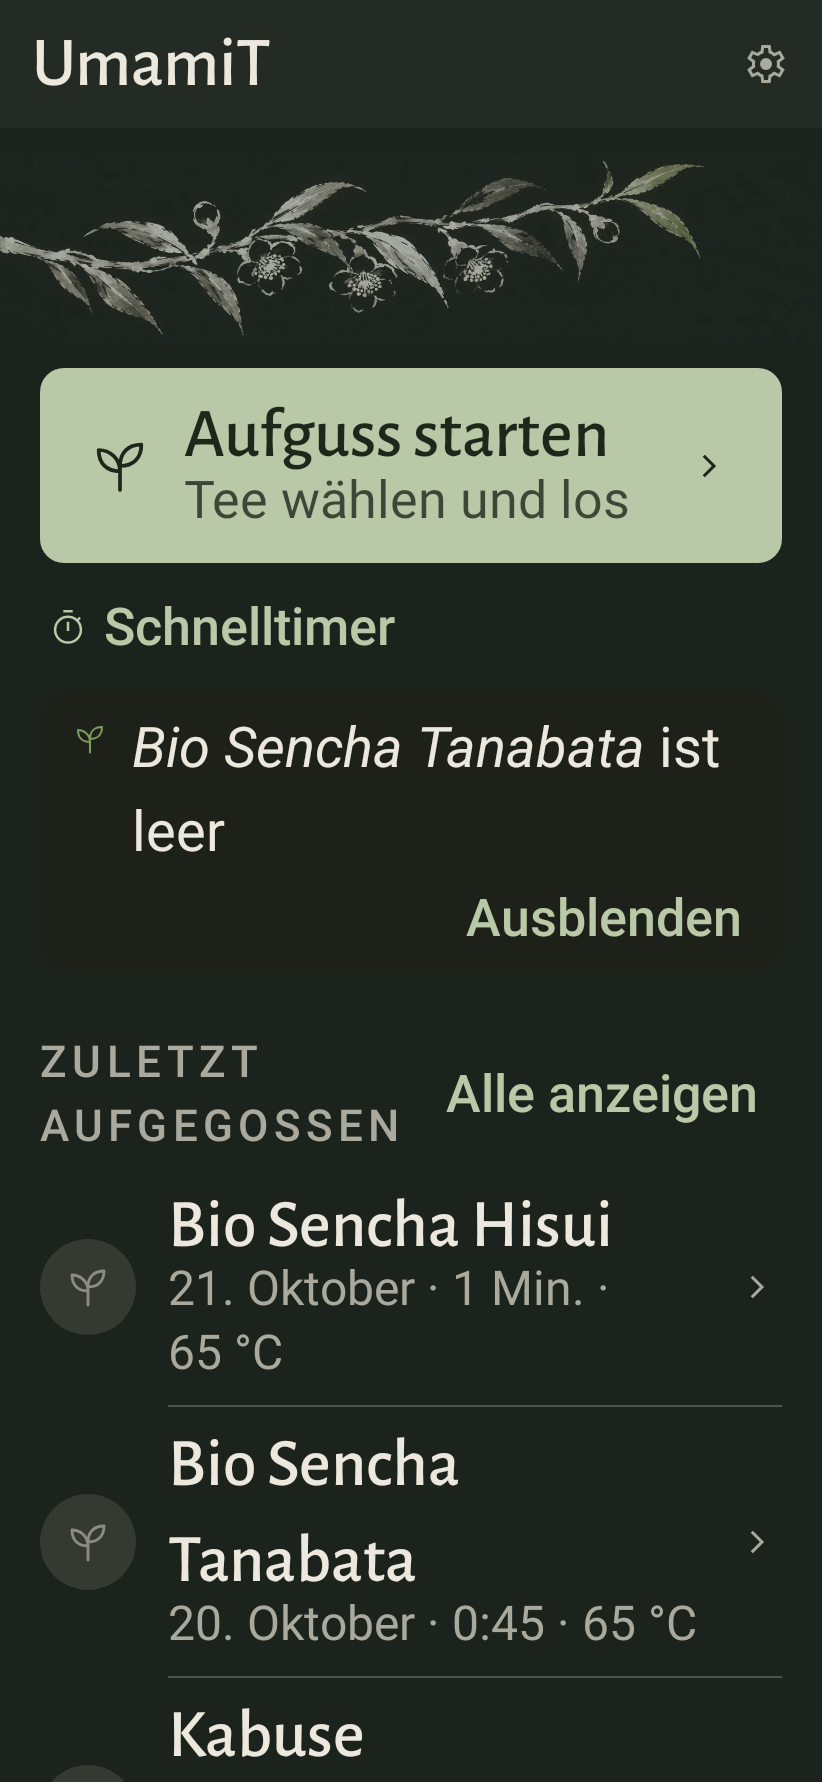 UmamiT
Aufguss starten
Tee wählen und los
Schnelltimer
Bio Sencha Tanabata ist
leer
Ausblenden
ZULETZT
AUFGEGOSSEN
Alle anzeigen
Bio Sencha Hisui
21. Oktober · 1 Min. ·
65 °C
Bio Sencha
Tanabata
20. Oktober · 0:45 · 65 °C
Kabuse